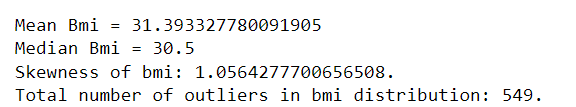 Mean Bmi = 31.393327780091905
Median Bmi = 30.5
Skewness of bmi: 1.0564277700656508.
Total number of outliers in bmi distribution: 549.